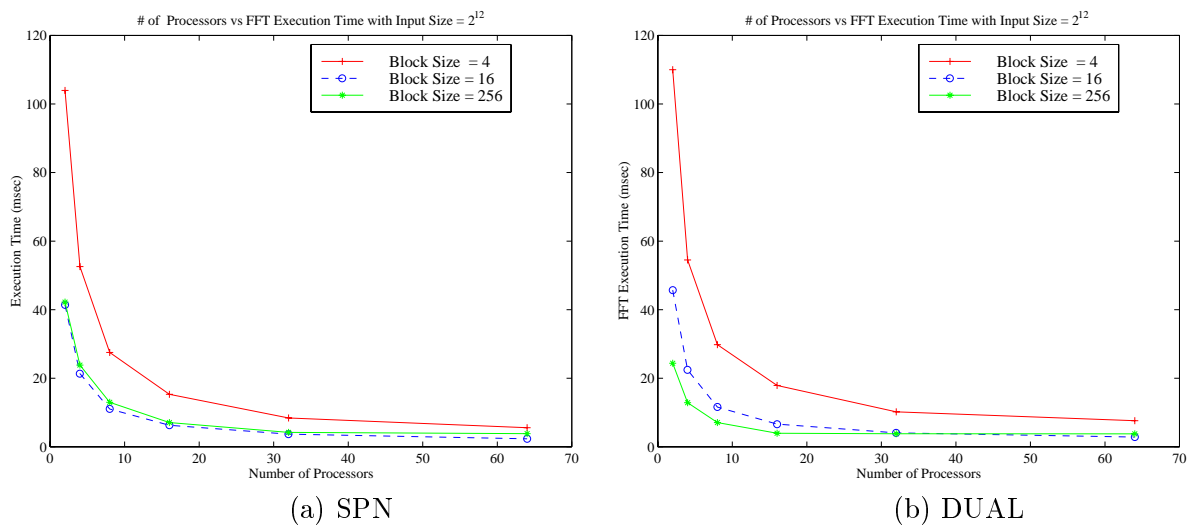 # of Processors vs FFT Execution Time with Input Size = 2^12
120
100
80
60
40
20
0
Execution Time (msec)
Block Size = 4
Block Size = 16
Block Size = 256
0 10 20 30 40 50 60 70
Number of Processors
(a) SPN
# of Processors vs FFT Execution Time with Input Size = 2^12
120
100
80
60
40
20
0
FFT Execution Time (msec)
Block Size = 4
Block Size = 16
Block Size = 256
0 10 20 30 40 50 60 70
Number of Processors
(b) DUAL